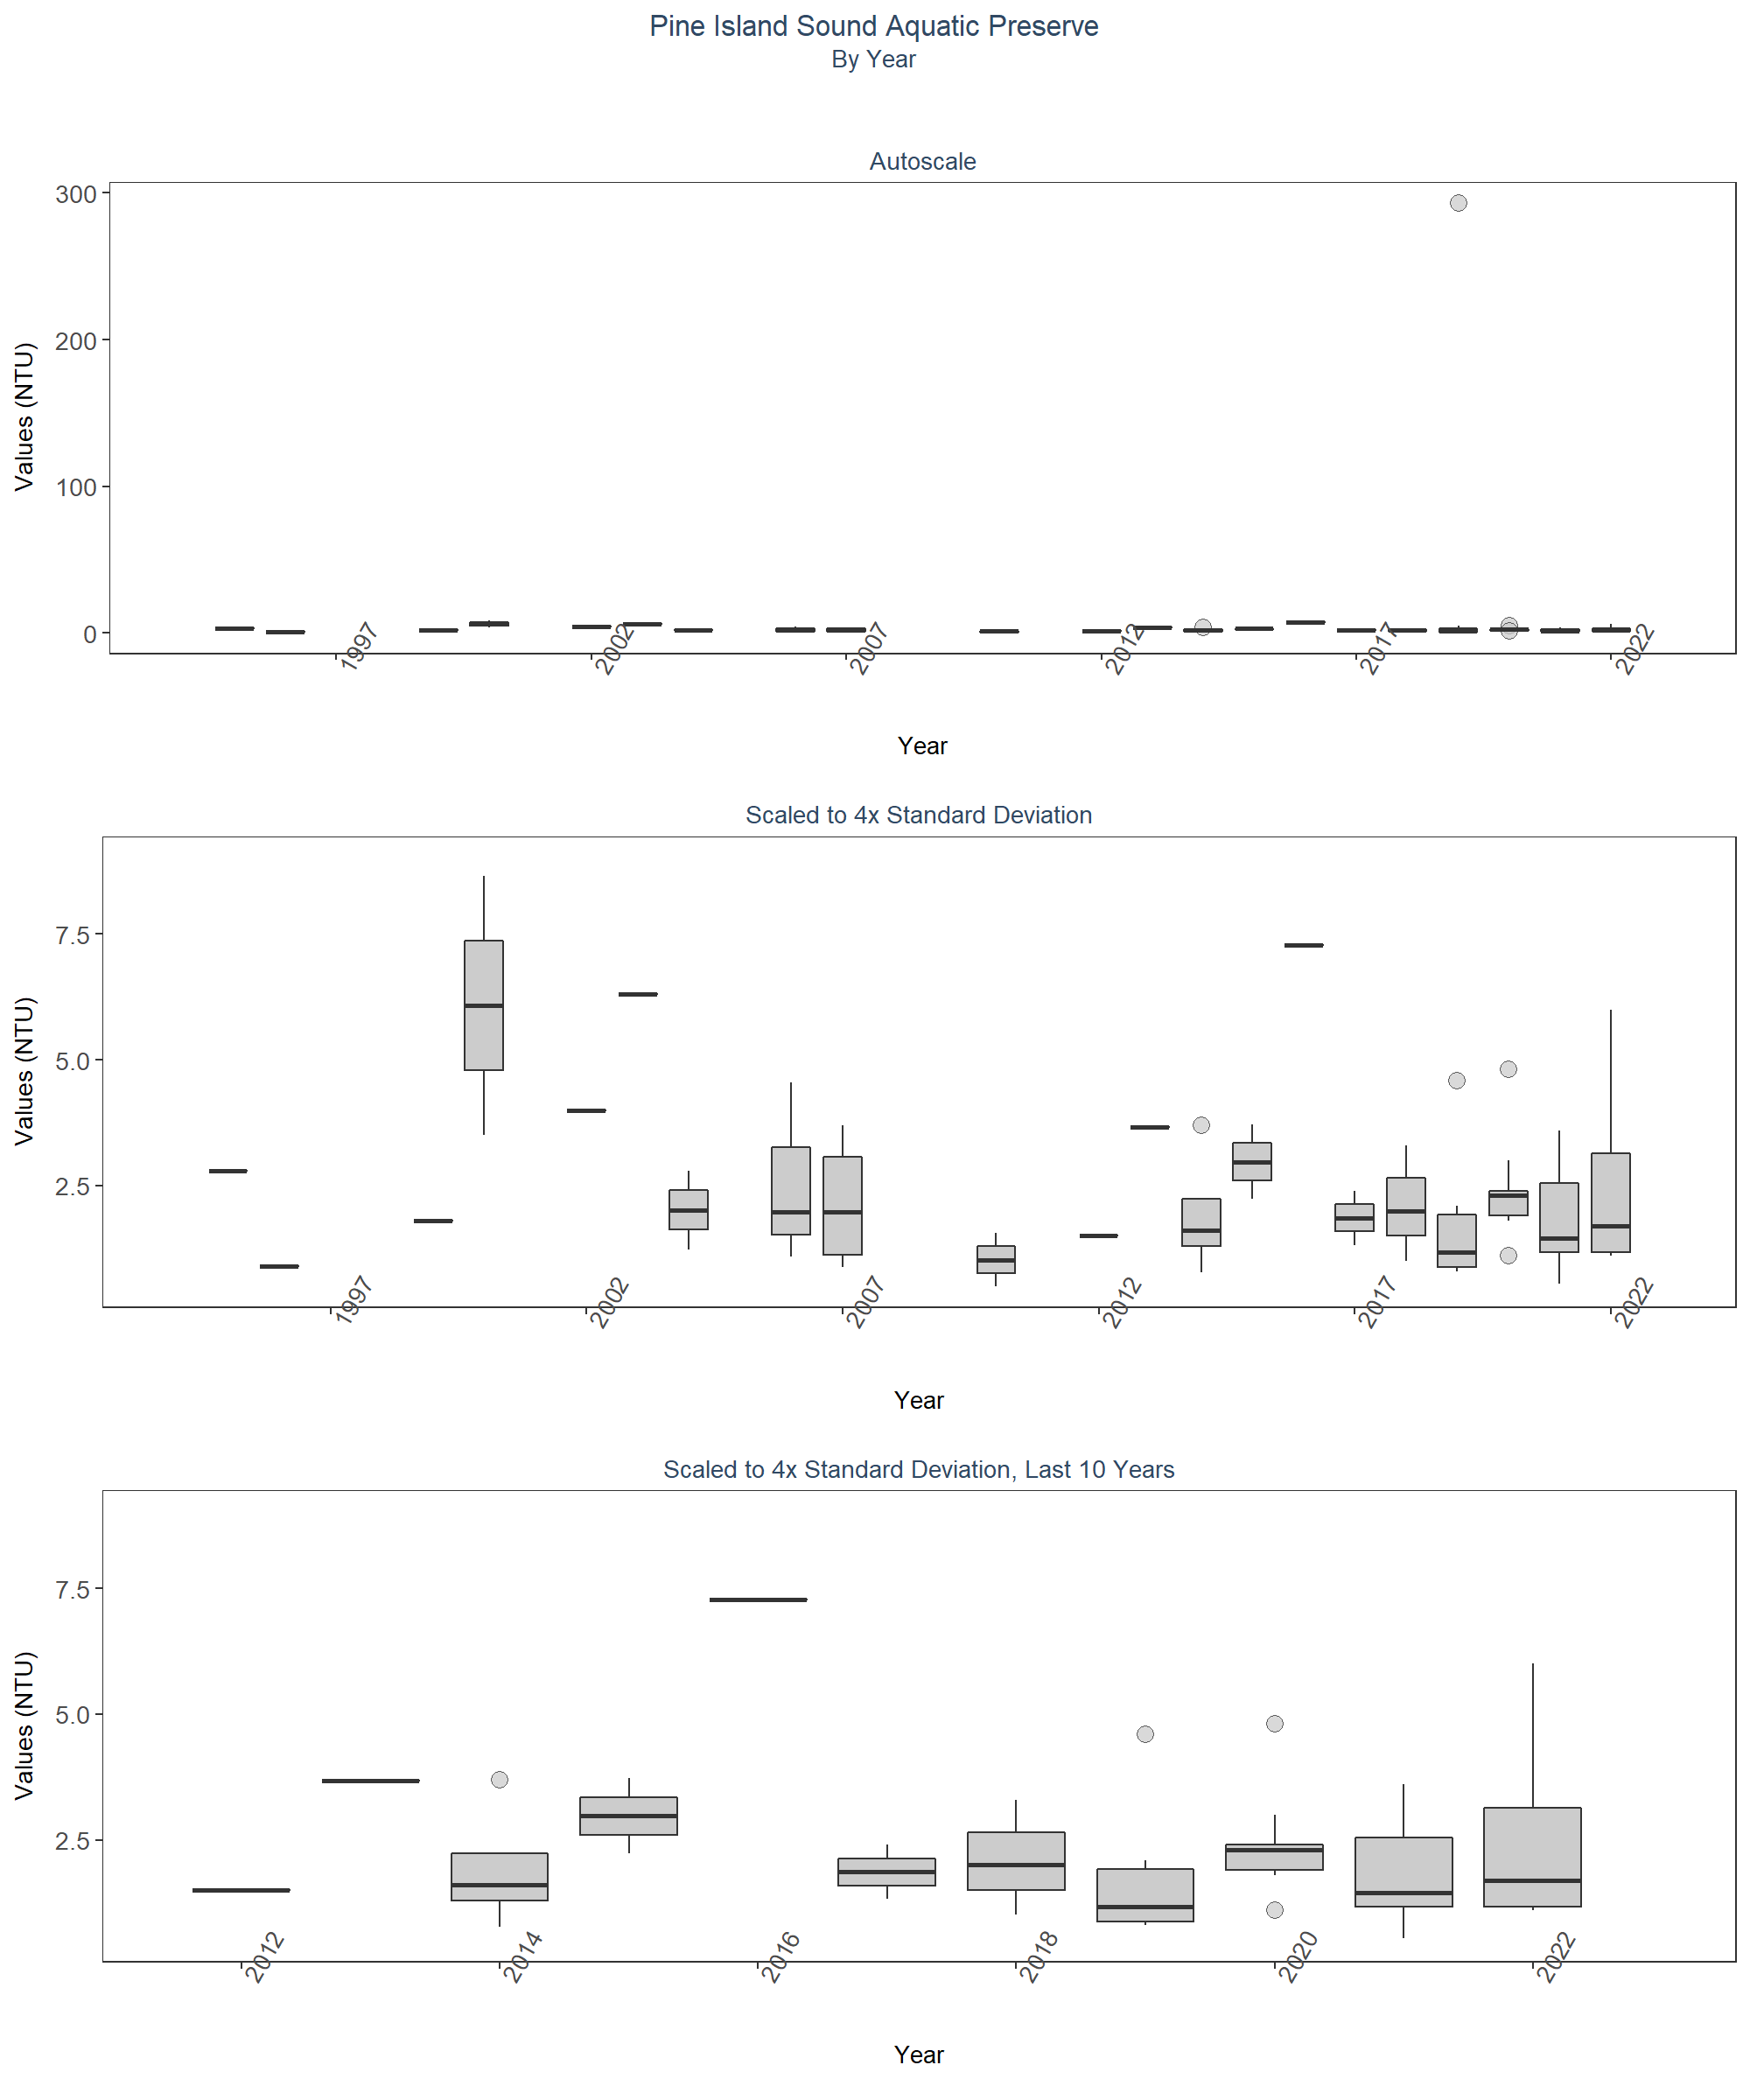 Pine Island Sound Aquatic Preserve
By Year
Autoscale
Values (NTU)
300
200
100
0
1997 2002 2007 2012 2017 2022
Year
Scaled to 4x Standard Deviation
Values (NTU)
7.5
5.0
2.5
1997 2002 2007 2012 2017 2022
Year
Scaled to 4x Standard Deviation, Last 10 Years
Values (NTU)
7.5
5.0
2.5
2012 2014 2016 2018 2020 2022
Year